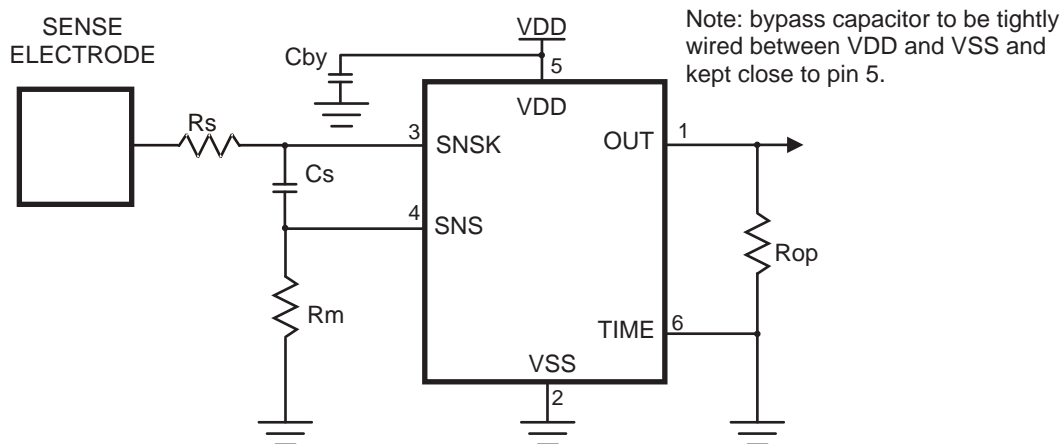 SENSE
ELECTRODE
VDD
Note: bypass capacitor to be tightly
wired between VDD and VSS and
kept close to pin 5.
Cby
5
VDD
Rs
3
SNSK
OUT
1
Cs
4
SNS
Rop
Rm
TIME
6
VSS
2